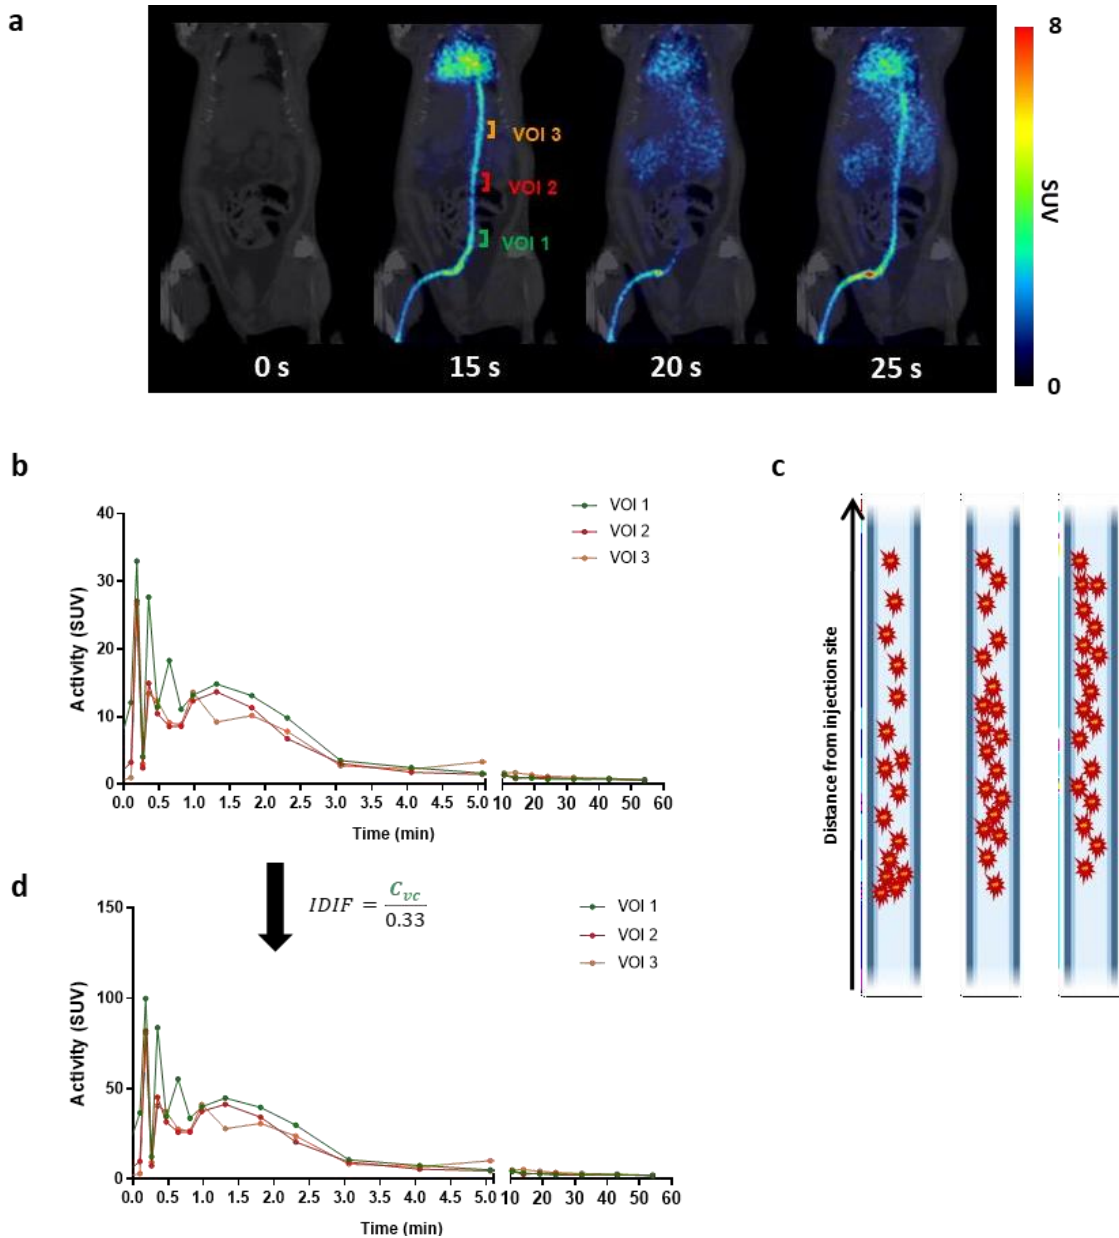 a
8
VOI 3
VOI 2
VOI 1
SUV
0 s
15 s
20 s
25 s
0
b
c
VOI 1
VOI 2
VOI 3
40
30
20
10
0
Activity (SUV)
0.0 0.5 1.0 1.5 2.0 2.5 3.0 3.5 4.0 4.5 5.0 10 20 30 40 50 60
Time (min)
Distance from injection site
d
IDIF = C_vc / 0.33
VOI 1
VOI 2
VOI 3
150
100
50
0
Activity (SUV)
0.0 0.5 1.0 1.5 2.0 2.5 3.0 3.5 4.0 4.5 5.0 10 20 30 40 50 60
Time (min)